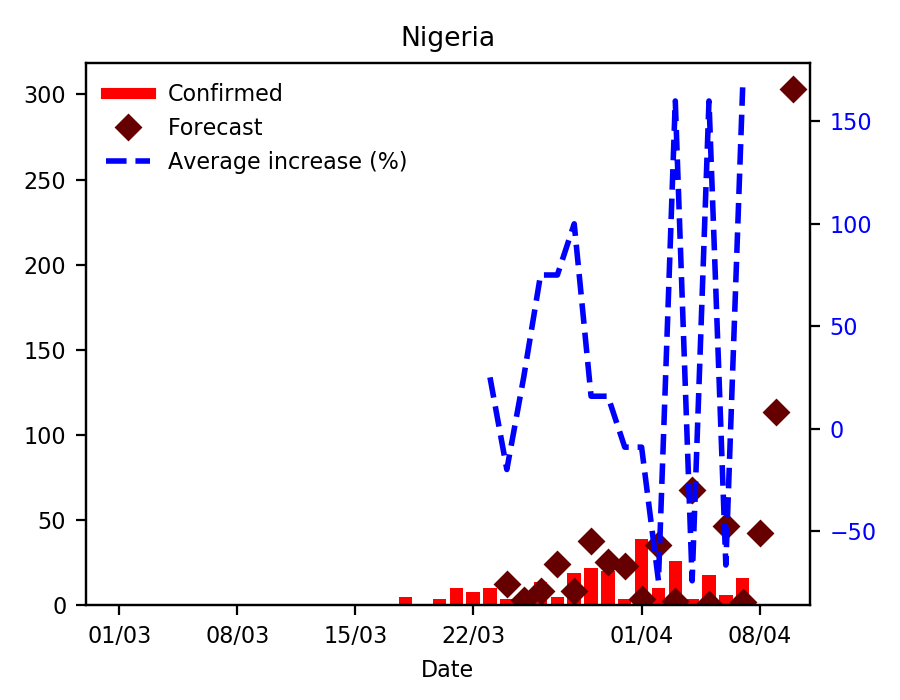 Nigeria
Confirmed
Forecast
Average increase (%)
300
250
200
150
100
50
0
150
100
50
0
−50
01/03 08/03 15/03 22/03 01/04 08/04
Date